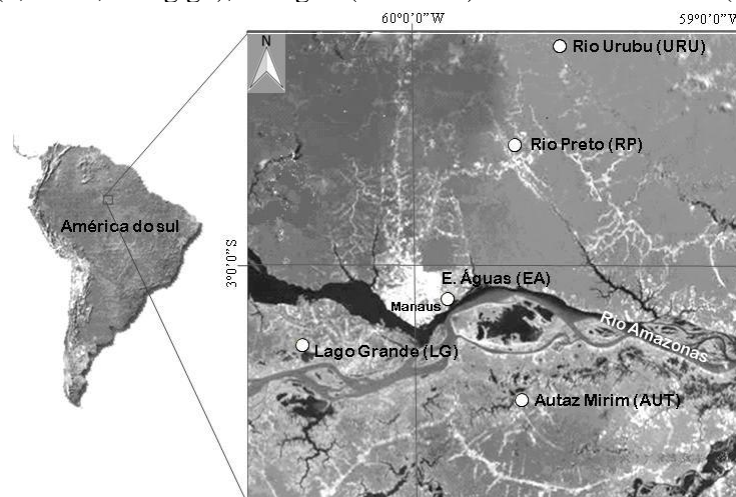 60°0'0"W
59°0'0"W
N
Rio Urubu (URU)
Rio Preto (RP)
América do sul
3°0'0"S
E. Águas (EA)
Manaus
Rio Amazonas
Lago Grande (LG)
Autaz Mirim (AUT)